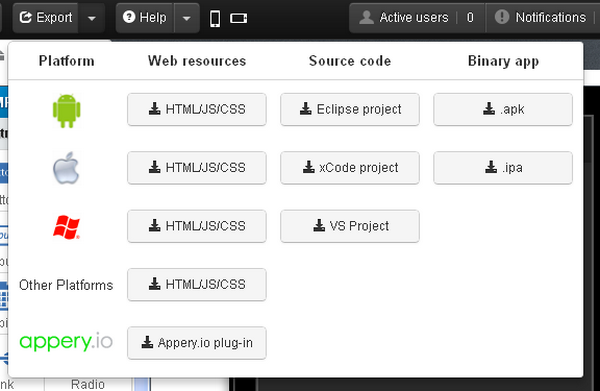 Export Help Active users 0 Notifications
Platform Web resources Source code Binary app
HTML/JS/CSS Eclipse project .apk
HTML/JS/CSS xCode project .ipa
HTML/JS/CSS VS Project
Other Platforms HTML/JS/CSS
appery.io Appery.io plug-in
Radio